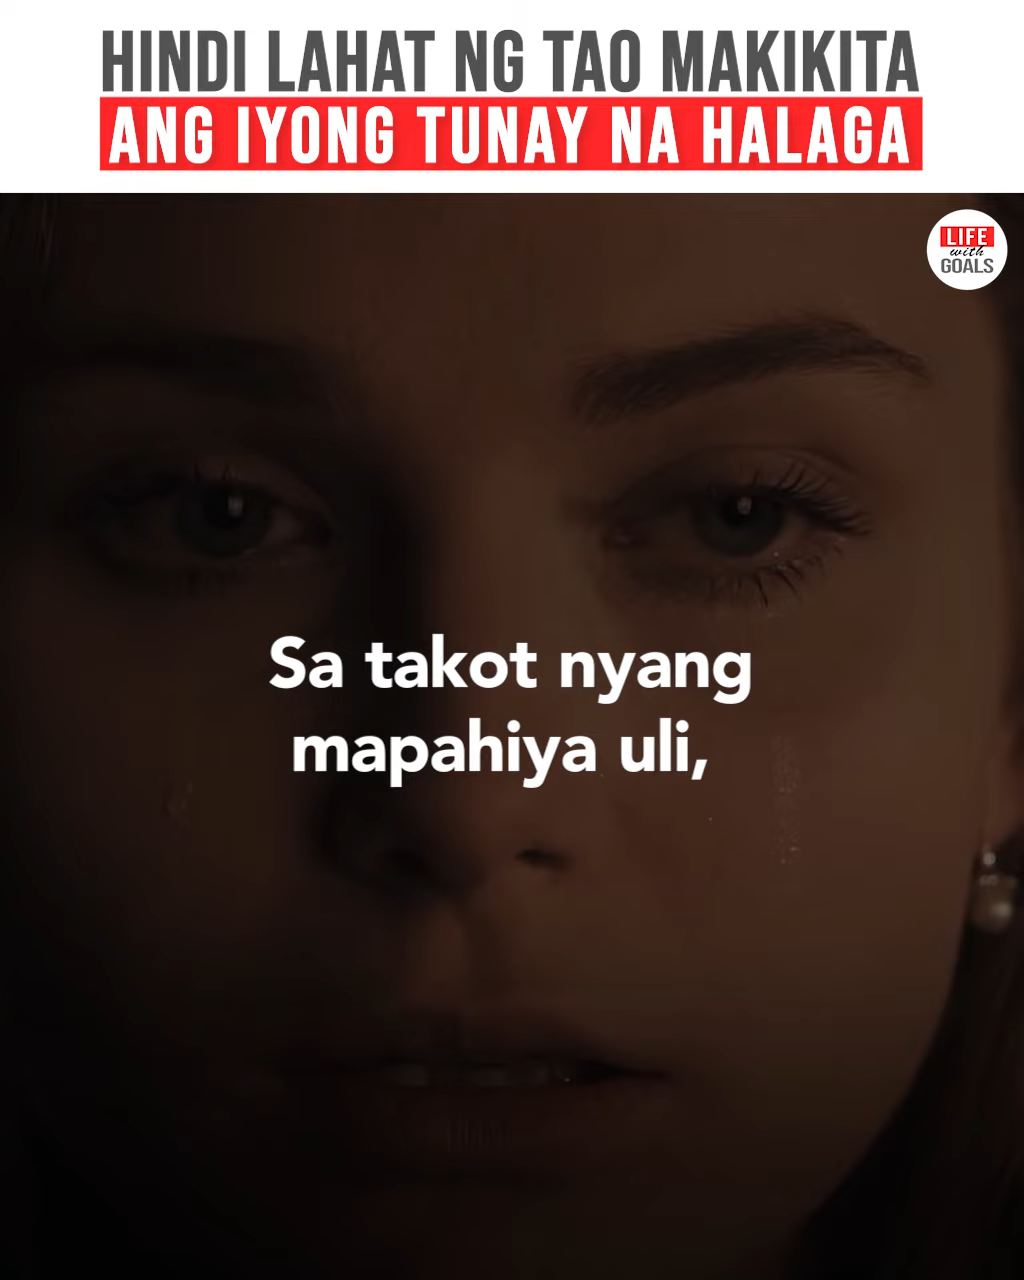 HINDI LAHAT NG TAO MAKIKITA
ANG IYONG TUNAY NA HALAGA
LIFE
with
GOALS
Sa takot nyang
mapahiya uli,